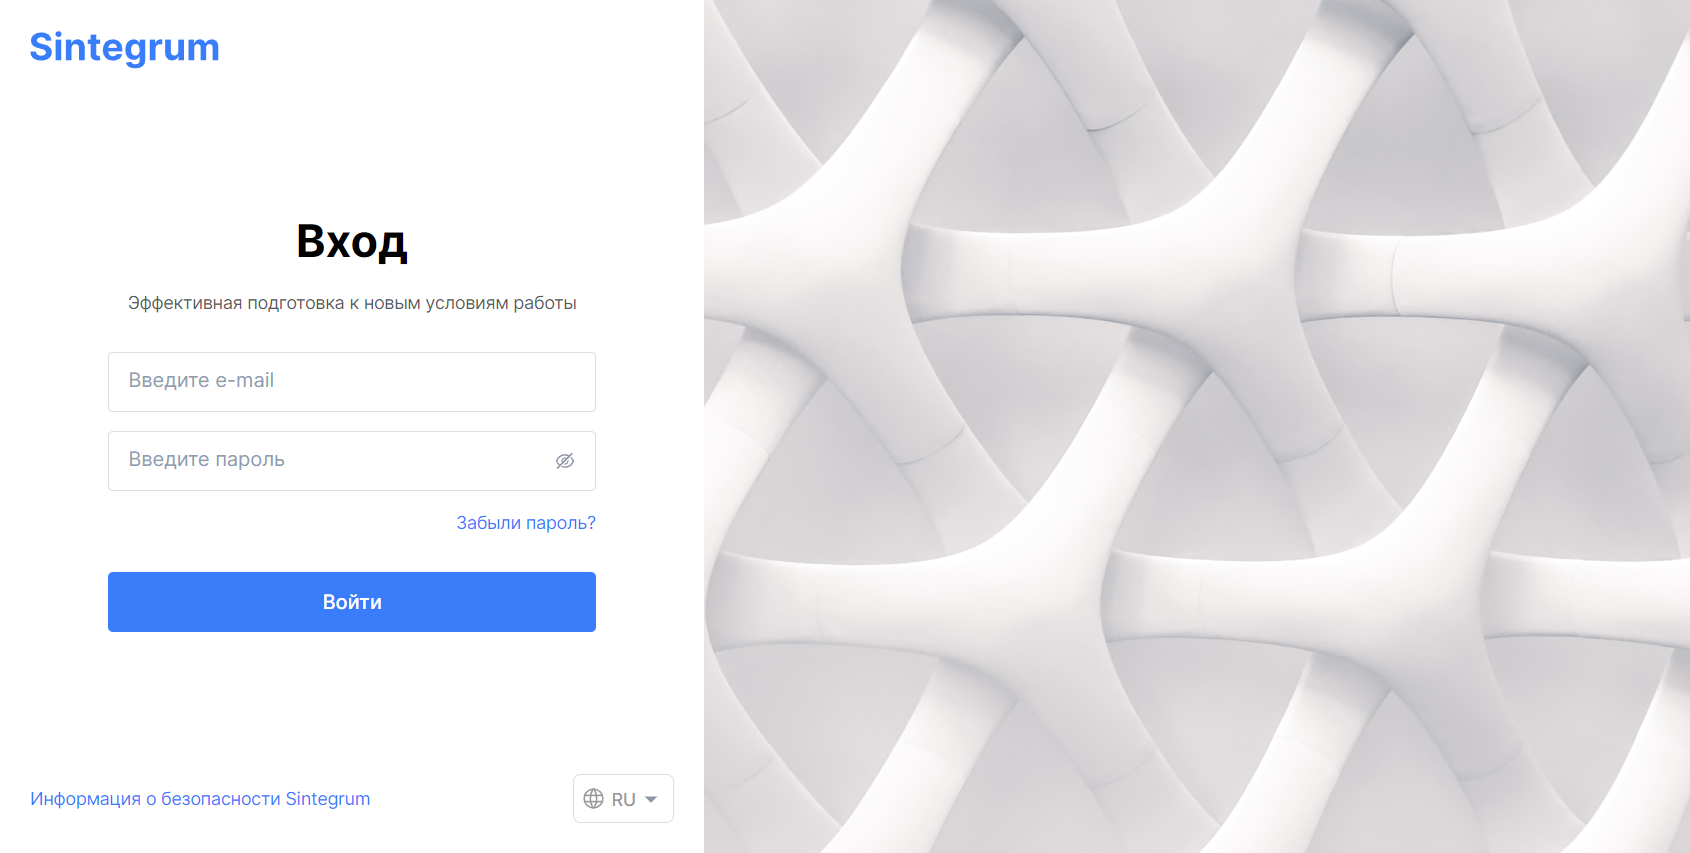 Sintegrum
Вход
Эффективная подготовка к новым условиям работы
Введите e-mail
Введите пароль
Забыли пароль?
Войти
Информация о безопасности Sintegrum
RU